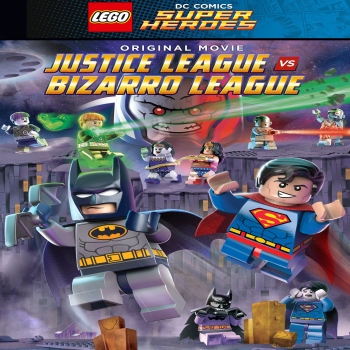 LEGO
DC COMICS
SUPER
HEROES
ORIGINAL MOVIE
JUSTICE LEAGUE VS
BIZARRO LEAGUE